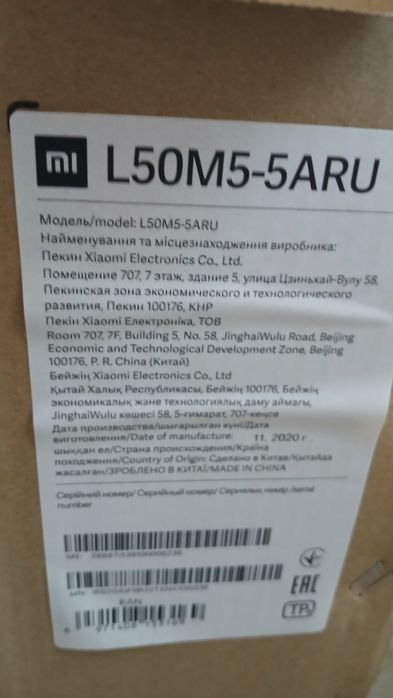 mi L50M5-5ARU
Модель/model: L50M5-5ARU
Найменування та місцезнаходження виробника:
Пекин Xiaomi Electronics Co., Ltd.
Помещение 707, 7 этаж, здание 5, улица Цзиньхай-Вулу 58,
Пекинская зона экономического и технологического
развития, Пекин 100176, КНР
Пекін Xiaomi Електроніка, ТОВ
Room 707, 7F, Building 5, No. 58, JinghaiWulu Road, Beijing
Economic and Technological Development Zone, Beijing
100176, P. R. China (Китай)
Бейжің Xiaomi Electronics Co., Ltd
Қытай Халық Республикасы, Бейжің 100176, Бейжің
экономикалық және технологиялық даму аймағы,
JinghaiWulu көшесі 58, 5-ғимарат, 707-кеңсе
Дата производства/шығарылған күні/Дата
виготовлення/Date of manufacture: 11. 2020 г
шыққан ел/Страна происхождения/Країна
походження/Country of Origin: Сделано в Китае/Қытайда
жасалған/ЗРОБЛЕНО В КИТАЇ/MADE IN CHINA
Серійний номер/ Серийный номер/ Сериялық нөмір /serial
number
SN:
EAN
EAC